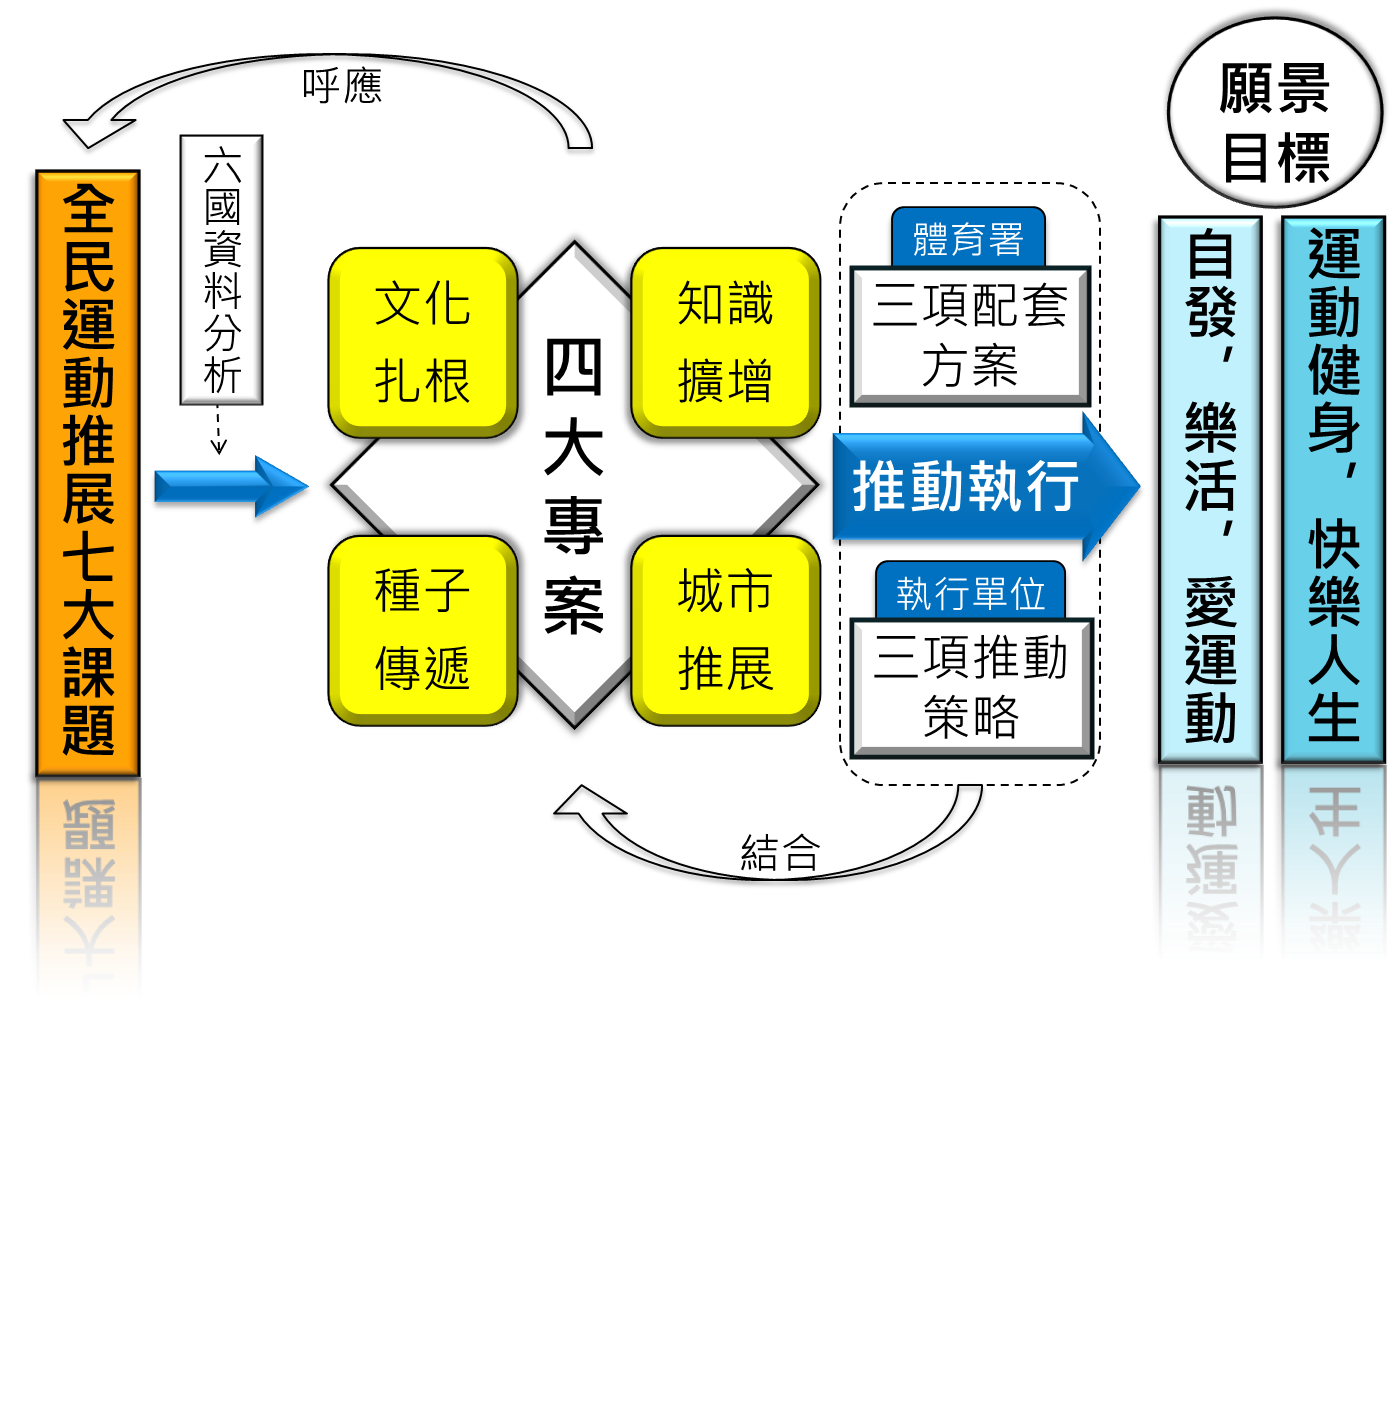 呼應
全民運動推展七大課題
六國資料分析
文化
扎根
知識
擴增
四大專案
種子
傳遞
城市
推展
體育署
三項配套
方案
推動執行
執行單位
三項推動
策略
結合
願景
目標
自發，樂活，愛運動
運動健身，快樂人生